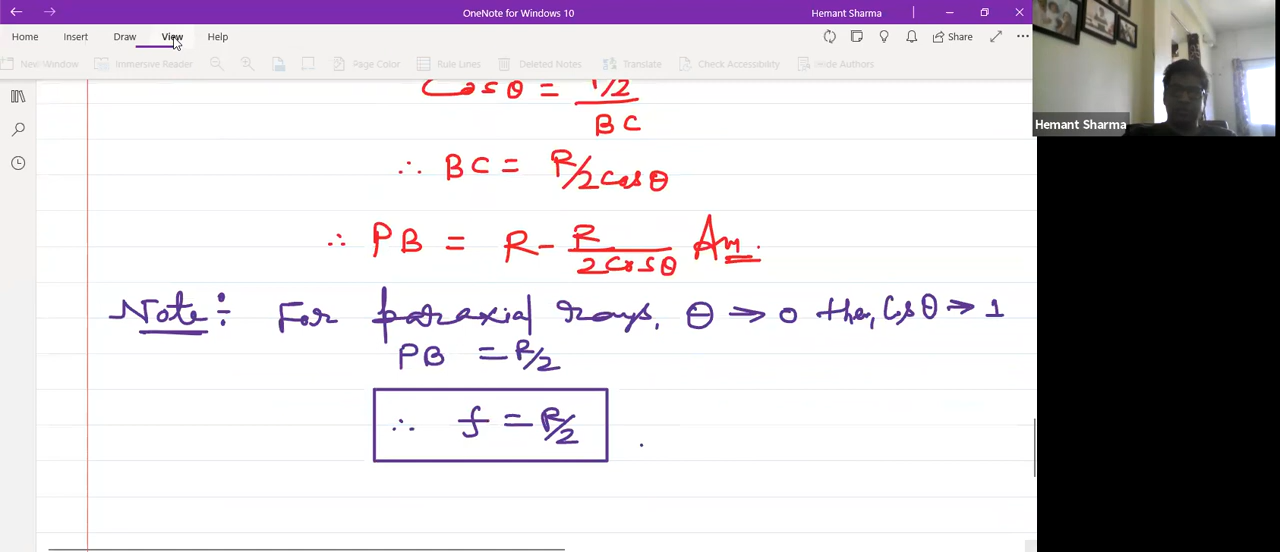 OneNote for Windows 10
Hemant Sharma
Home Insert Draw View Help
Share
New Window Immersive Reader Page Color Rule Lines Deleted Notes Translate Check Accessibility Hide Authors
Hemant Sharma
Cos θ =
BC
∴ BC = R/2cosθ
∴ PB = R - R/2cosθ Ans.
Note: For paraxial rays, θ → 0 then, Cosθ → 1
PB = R/2
∴ f = R/2